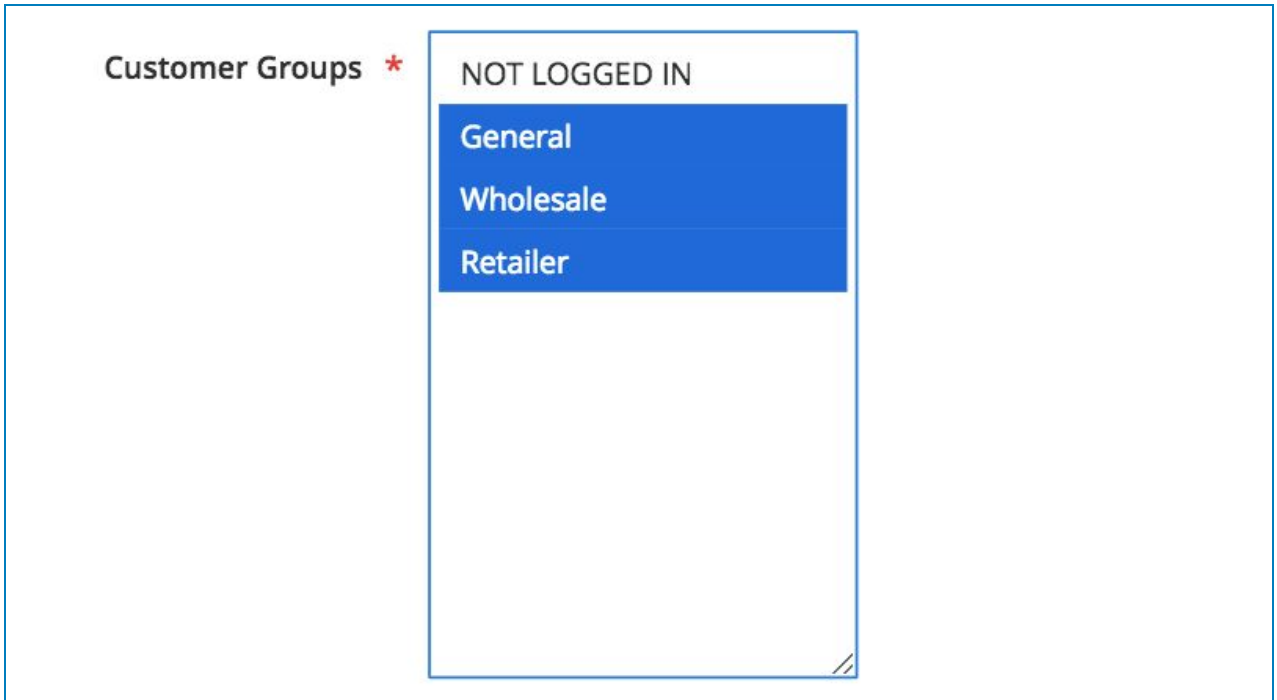 Customer Groups *
NOT LOGGED IN
General
Wholesale
Retailer